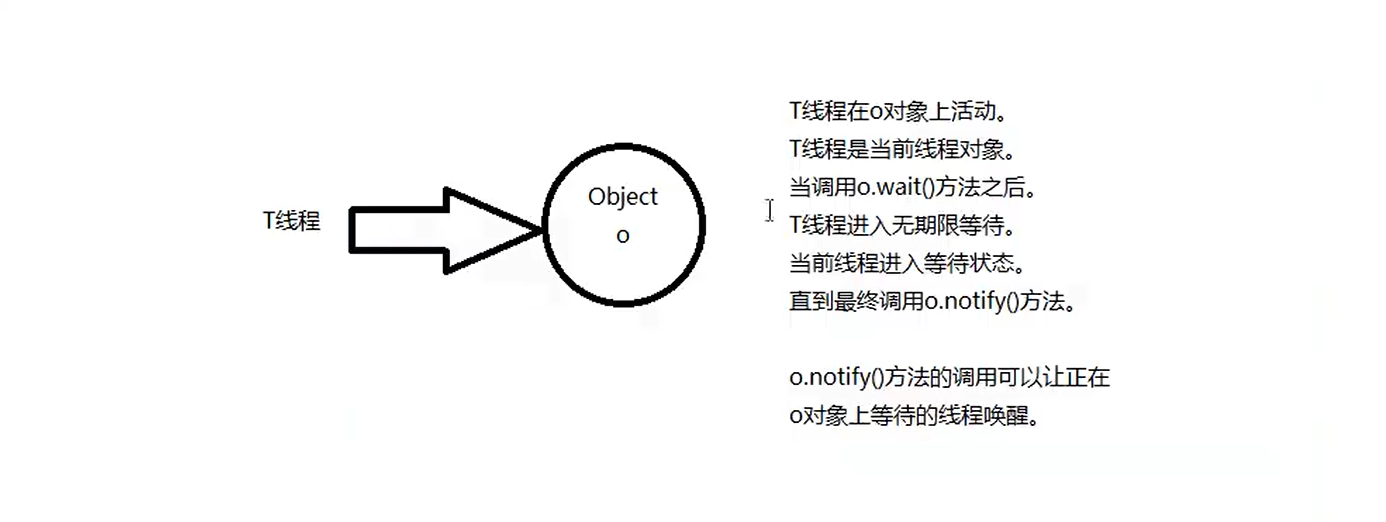 T线程
Object
o
T线程在o对象上活动。
T线程是当前线程对象。
当调用o.wait()方法之后。
T线程进入无期限等待。
当前线程进入等待状态。
直到最终调用o.notify()方法。
o.notify()方法的调用可以让正在
o对象上等待的线程唤醒。